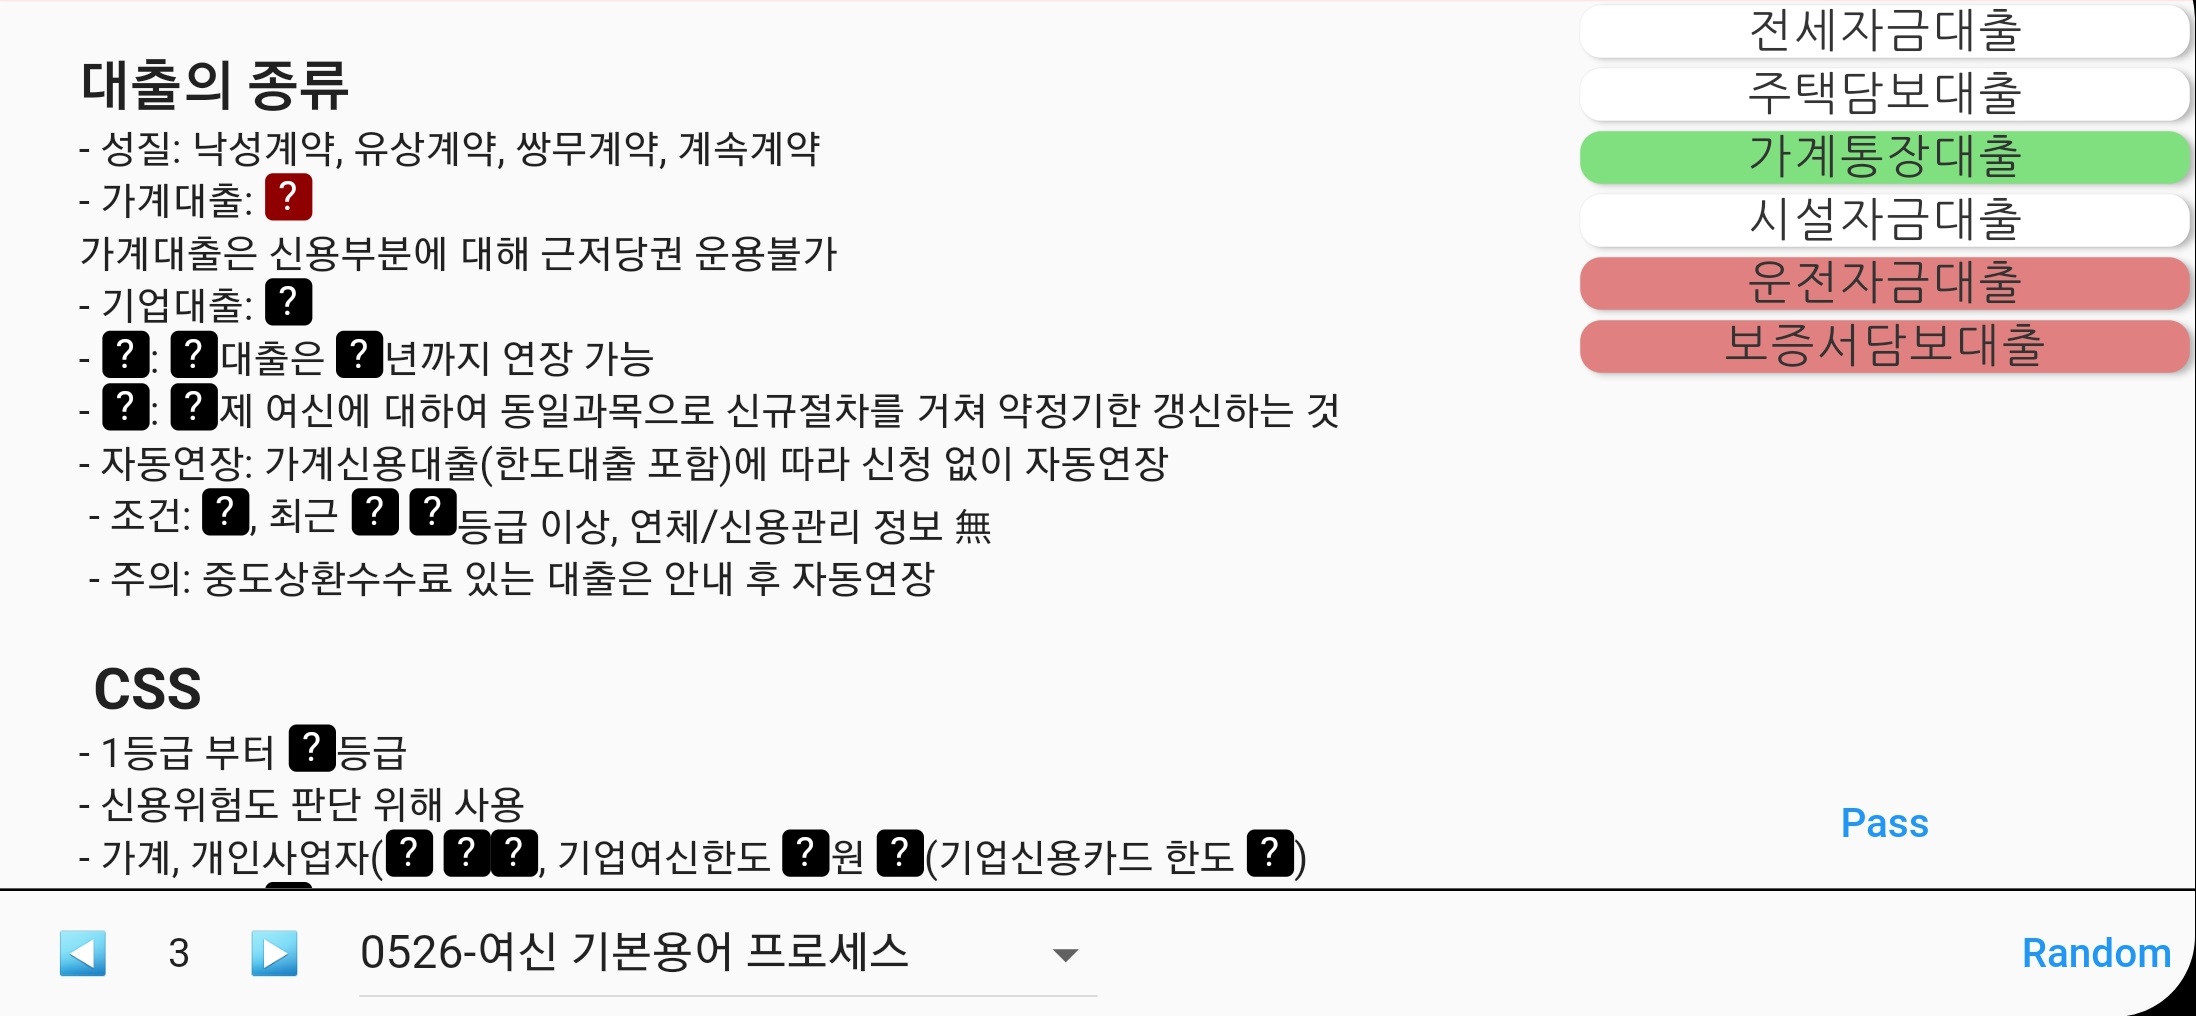 대출의 종류
- 성질: 낙성계약, 유상계약, 쌍무계약, 계속계약
- 가계대출: ?
가계대출은 신용부분에 대해 근저당권 운용불가
- 기업대출: ?
- ?: ?대출은 ?년까지 연장 가능
- ?: ?제 여신에 대하여 동일과목으로 신규절차를 거쳐 약정기한 갱신하는 것
- 자동연장: 가계신용대출(한도대출 포함)에 따라 신청 없이 자동연장
- 조건: ?, 최근 ? ?등급 이상, 연체/신용관리 정보 無
- 주의: 중도상환수수료 있는 대출은 안내 후 자동연장
CSS
- 1등급 부터 ?등급
- 신용위험도 판단 위해 사용
- 가계, 개인사업자(? ??, 기업여신한도 ?원 ?(기업신용카드 한도 ?)
전세자금대출
주택담보대출
가계통장대출
시설자금대출
운전자금대출
보증서담보대출
Pass
3
0526-여신 기본용어 프로세스
Random